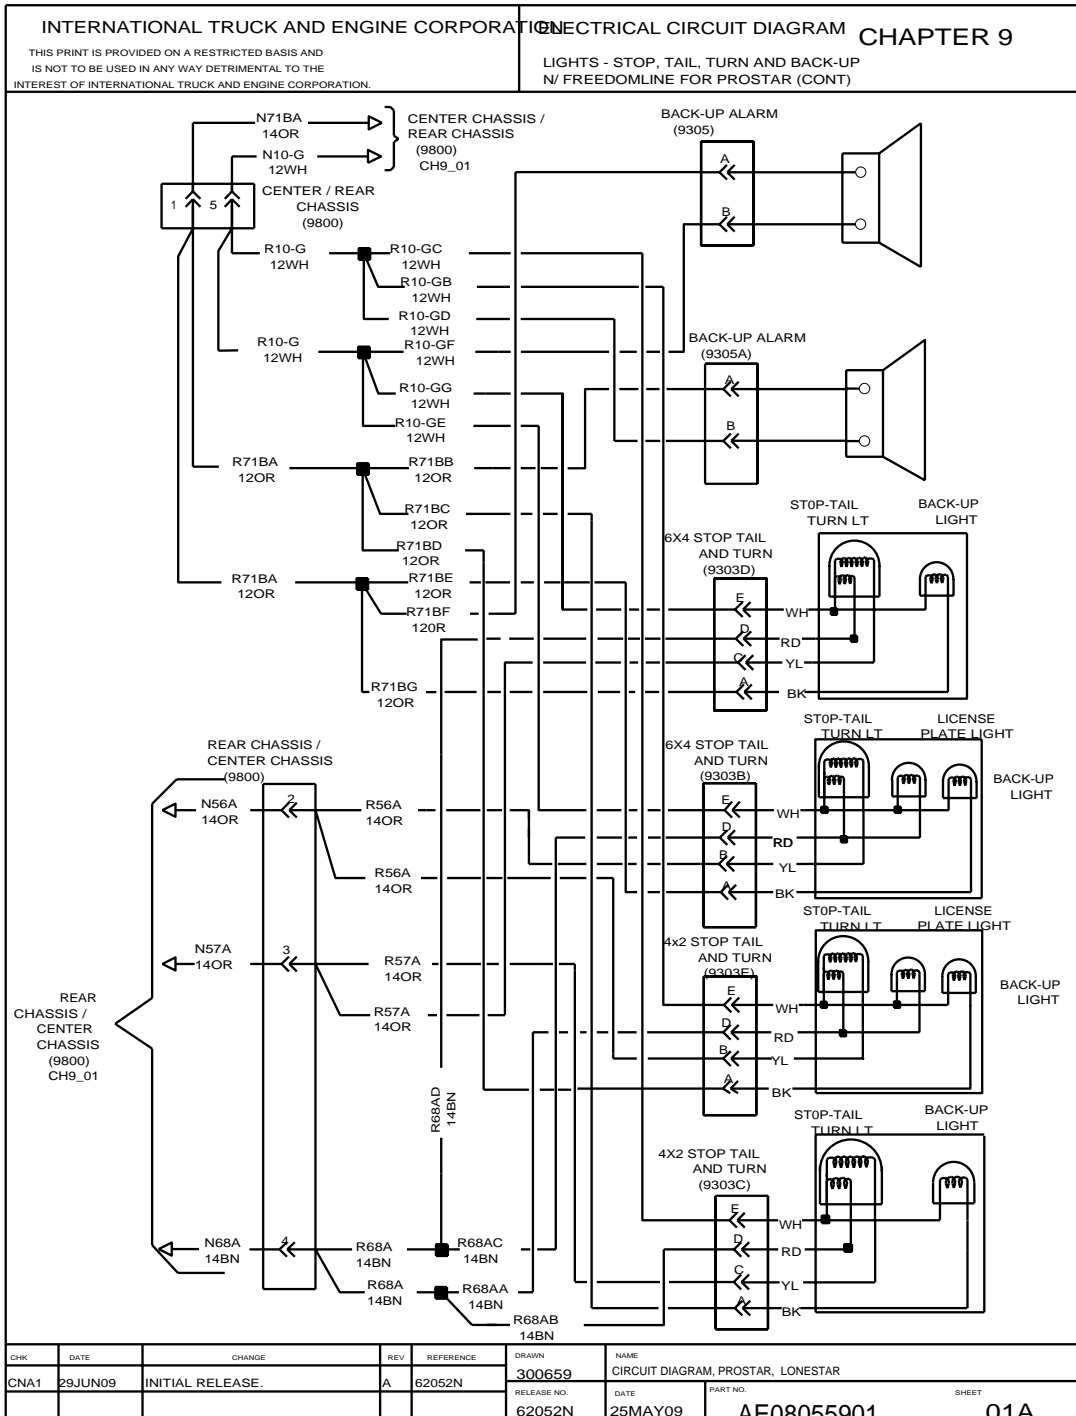 INTERNATIONAL TRUCK AND ENGINE CORPORATION
THIS PRINT IS PROVIDED ON A RESTRICTED BASIS AND
IS NOT TO BE USED IN ANY WAY DETRIMENTAL TO THE
INTEREST OF INTERNATIONAL TRUCK AND ENGINE CORPORATION.
ELECTRICAL CIRCUIT DIAGRAM
CHAPTER 9
LIGHTS - STOP, TAIL, TURN AND BACK-UP
N/ FREEDOMLINE FOR PROSTAR (CONT)
N71BA
14OR
N10-G
12WH
CENTER CHASSIS /
REAR CHASSIS
(9800)
CH9_01
1
5
CENTER / REAR
CHASSIS
(9800)
BACK-UP ALARM
(9305)
A
B
R10-G
12WH
R10-GC
12WH
R10-GB
12WH
R10-GD
12WH
R10-G
12WH
R10-GF
12WH
R10-GG
12WH
R10-GE
12WH
BACK-UP ALARM
(9305A)
A
B
R71BA
12OR
R71BB
12OR
R71BC
12OR
R71BD
12OR
R71BA
12OR
R71BE
12OR
R71BF
120R
R71BG
12OR
6X4 STOP TAIL
AND TURN
(9303D)
E
D
C
A
WH
RD
YL
BK
ST0P-TAIL
TURN LT
BACK-UP
LIGHT
REAR CHASSIS /
CENTER CHASSIS
(9800)
N56A
14OR
2
R56A
14OR
R56A
14OR
6X4 STOP TAIL
AND TURN
(9303B)
E
D
B
A
WH
RD
YL
BK
ST0P-TAIL
TURN LT
LICENSE
PLATE LIGHT
BACK-UP
LIGHT
N57A
14OR
3
R57A
14OR
R57A
14OR
4x2 STOP TAIL
AND TURN
(9303E)
E
D
B
A
WH
RD
YL
BK
ST0P-TAIL
TURN LT
LICENSE
PLATE LIGHT
BACK-UP
LIGHT
REAR
CHASSIS /
CENTER
CHASSIS
(9800)
CH9_01
R68AD
14BN
4X2 STOP TAIL
AND TURN
(9303C)
E
D
C
A
WH
RD
YL
BK
ST0P-TAIL
TURN LT
BACK-UP
LIGHT
N68A
14BN
4
R68A
14BN
R68AC
14BN
R68A
14BN
R68AA
14BN
R68AB
14BN
CHK DATE CHANGE REV REFERENCE
CNA1 29JUN09 INITIAL RELEASE. A 62052N
DRAWN
300659
NAME
CIRCUIT DIAGRAM, PROSTAR, LONESTAR
RELEASE NO.
62052N
DATE
25MAY09
PART NO.
AE08055901
SHEET
01A